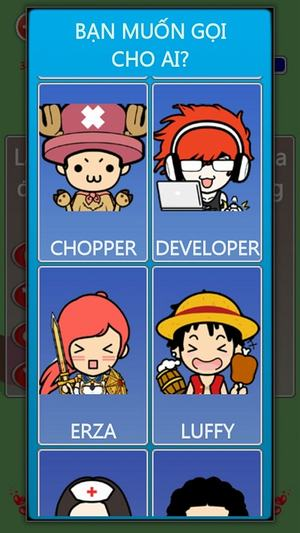 BẠN MUỐN GỌI
CHO AI?
CHOPPER
DEVELOPER
ERZA
LUFFY